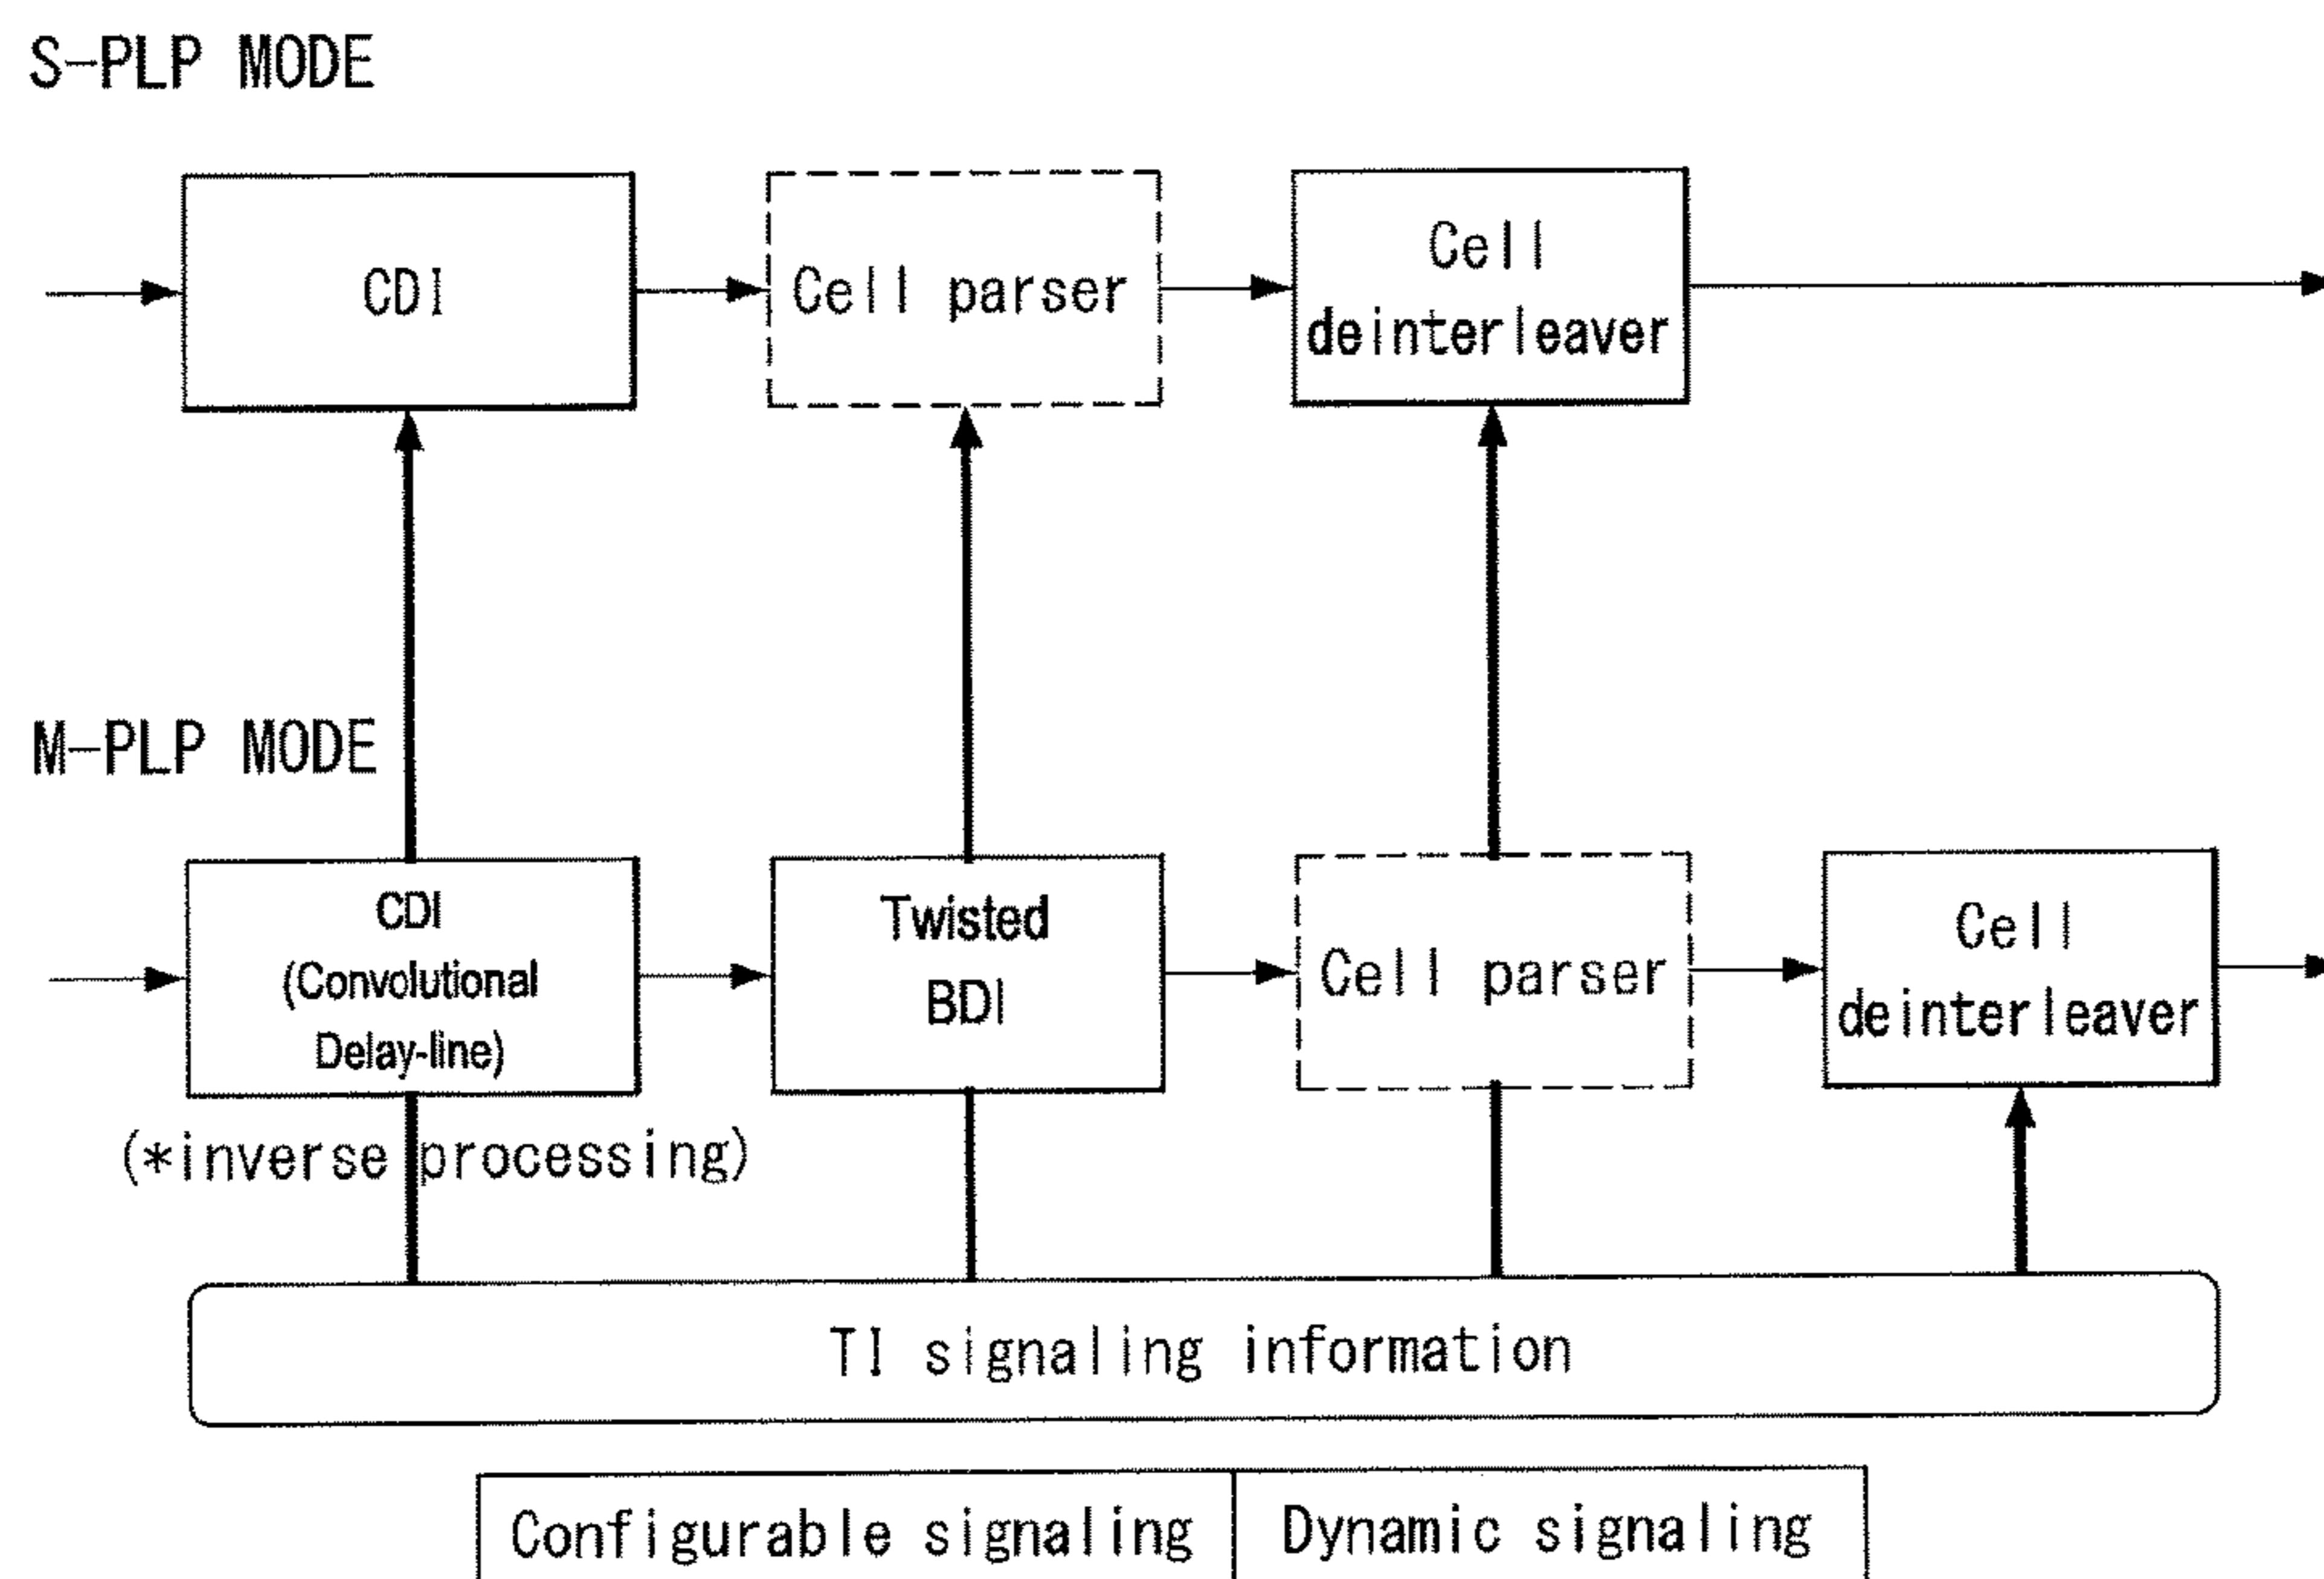 S-PLP MODE
CDI
Cell parser
Cell
deinterleaver
M-PLP MODE
CDI
(Convolutional
Delay-line)
Twisted
BDI
Cell parser
Cell
deinterleaver
(*inverse processing)
TI signaling information
Configurable signaling
Dynamic signaling